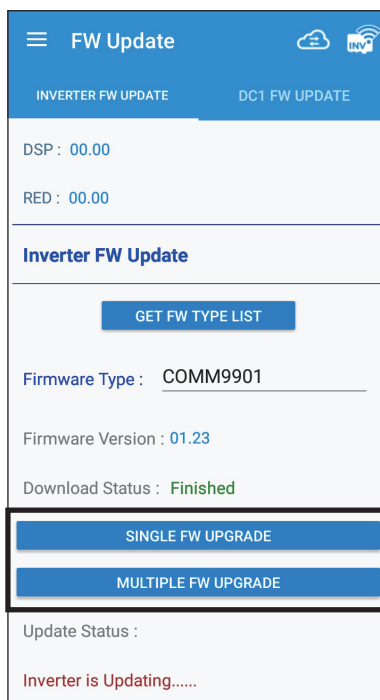 FW Update
INV
INVERTER FW UPDATE DC1 FW UPDATE
DSP : 00.00
RED : 00.00
Inverter FW Update
GET FW TYPE LIST
Firmware Type : COMM9901
Firmware Version : 01.23
Download Status : Finished
SINGLE FW UPGRADE
MULTIPLE FW UPGRADE
Update Status :
Inverter is Updating......